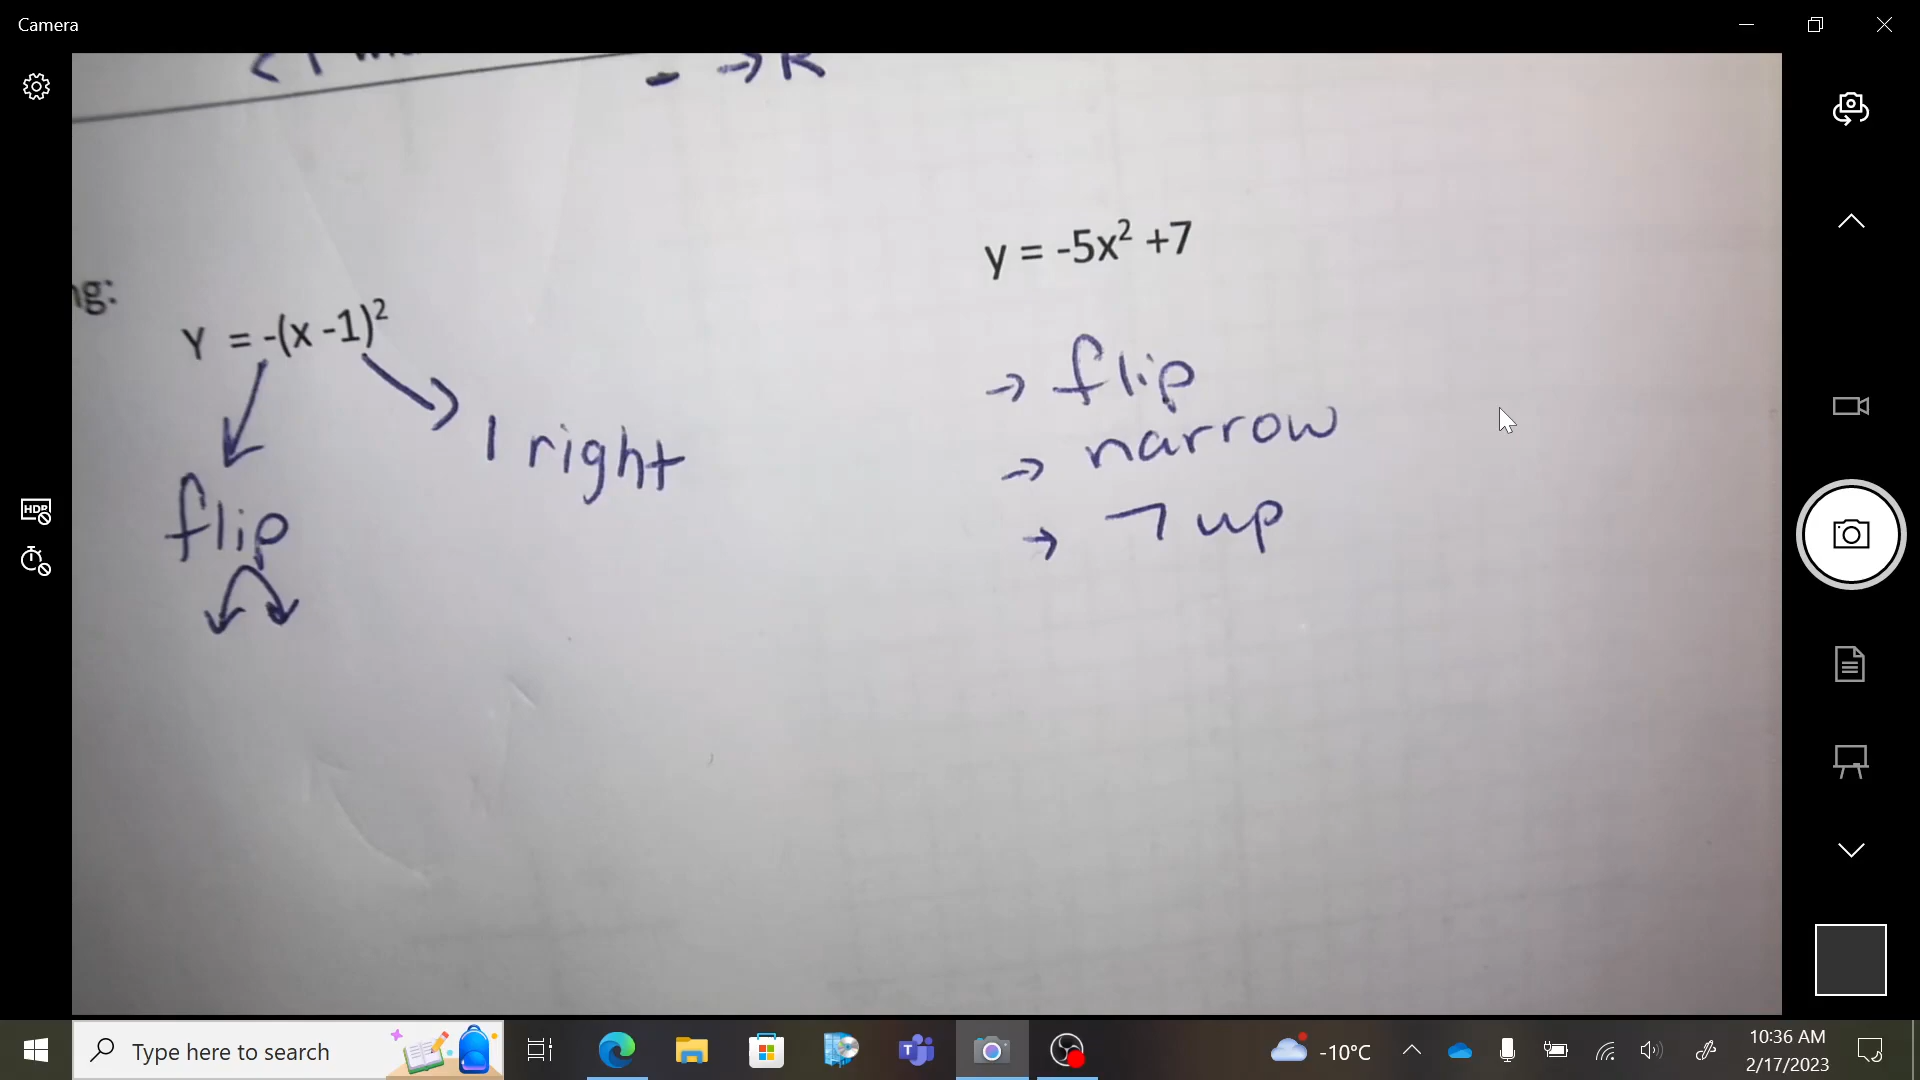 Camera
- → R
ng:
Y = -(x -1)²
flip
1 right
y = -5x² +7
→ flip
→ narrow
→ 7 up
HDR
Type here to search
-10°C
10:36 AM
2/17/2023